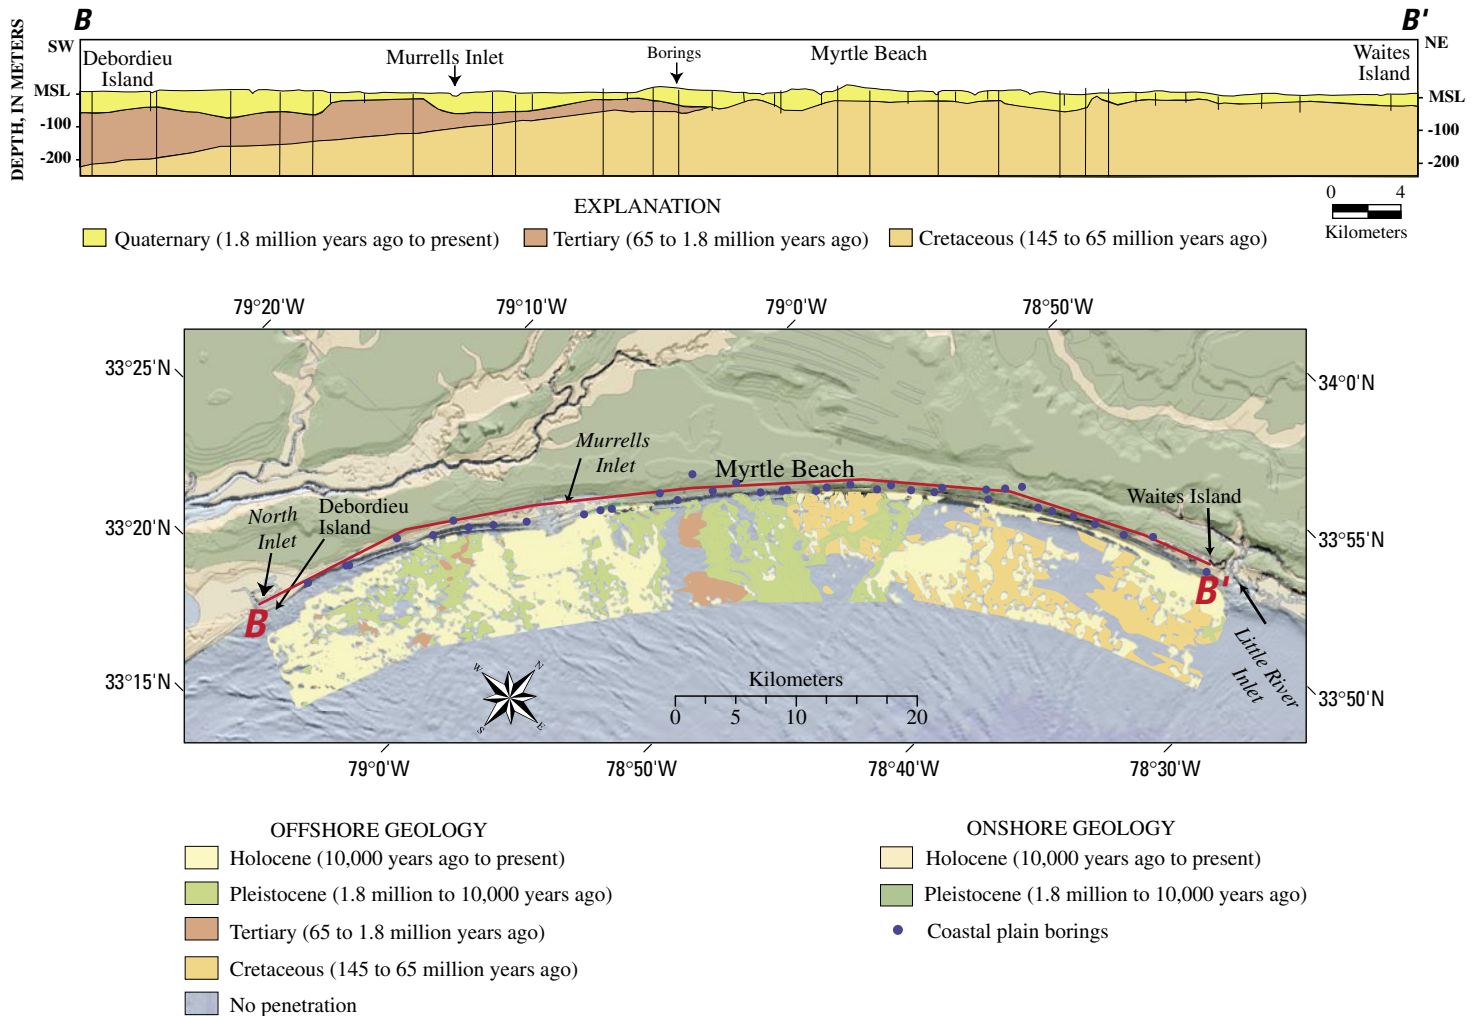 B
B'
SW
NE
Debordieu
Island
Murrells Inlet
Borings
Myrtle Beach
Waites
Island
DEPTH, IN METERS
MSL
-100
-200
MSL
-100
-200
0 4
Kilometers
EXPLANATION
Quaternary (1.8 million years ago to present)
Tertiary (65 to 1.8 million years ago)
Cretaceous (145 to 65 million years ago)
79°20'W
79°10'W
79°0'W
78°50'W
33°25'N
33°20'N
33°15'N
34°0'N
33°55'N
33°50'N
Murrells
Inlet
Myrtle Beach
Waites Island
Debordieu
Island
North
Inlet
B
B'
Little River
Inlet
W
N
S
E
Kilometers
0 5 10 20
79°0'W
78°50'W
78°40'W
78°30'W
OFFSHORE GEOLOGY
Holocene (10,000 years ago to present)
Pleistocene (1.8 million to 10,000 years ago)
Tertiary (65 to 1.8 million years ago)
Cretaceous (145 to 65 million years ago)
No penetration
ONSHORE GEOLOGY
Holocene (10,000 years ago to present)
Pleistocene (1.8 million to 10,000 years ago)
Coastal plain borings